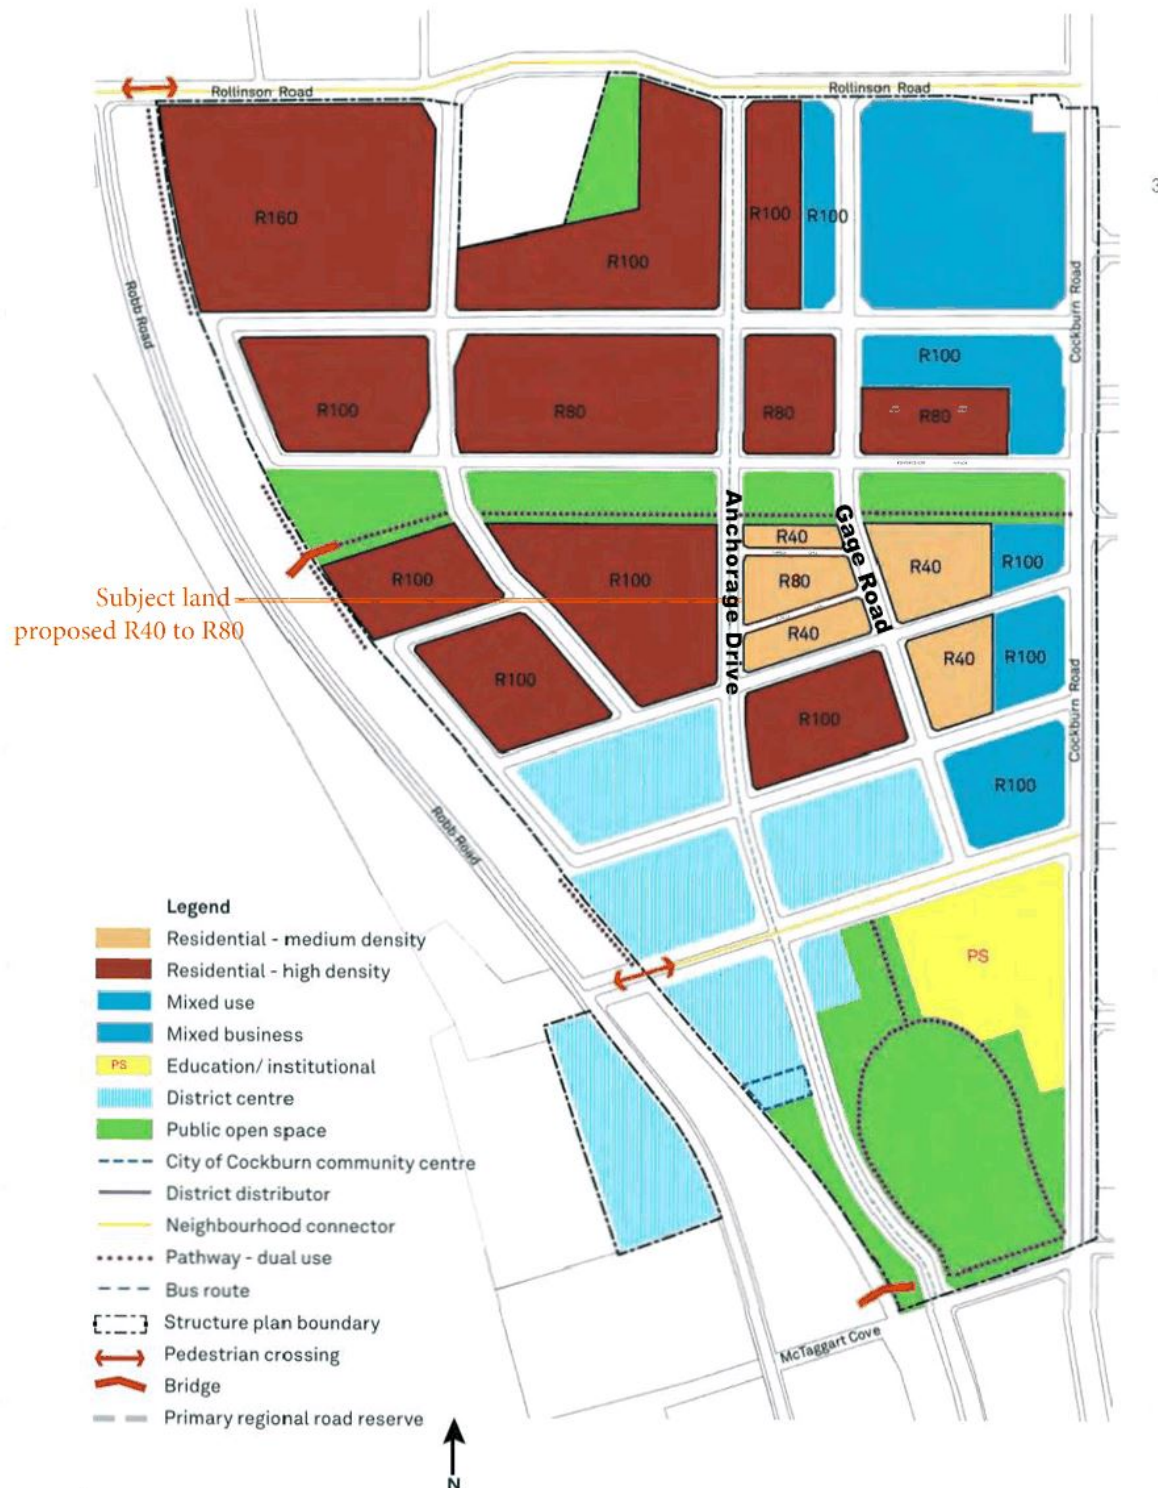 Rollinson Road
Rollinson Road
3
R160
R100
R100
R100
Robb Road
Cockburn Road
R100
R100
R80
R80
R80
Anchorage Drive
Gage Road
R40
R100
R100
R80
R40
R100
Subject land
proposed R40 to R80
R40
R100
R40
R100
R100
Cockburn Road
R100
Robb Road
PS
Legend
Residential - medium density
Residential - high density
Mixed use
Mixed business
PS Education/ institutional
District centre
Public open space
City of Cockburn community centre
District distributor
Neighbourhood connector
Pathway - dual use
Bus route
Structure plan boundary
Pedestrian crossing
Bridge
Primary regional road reserve
McTaggart Cove
N